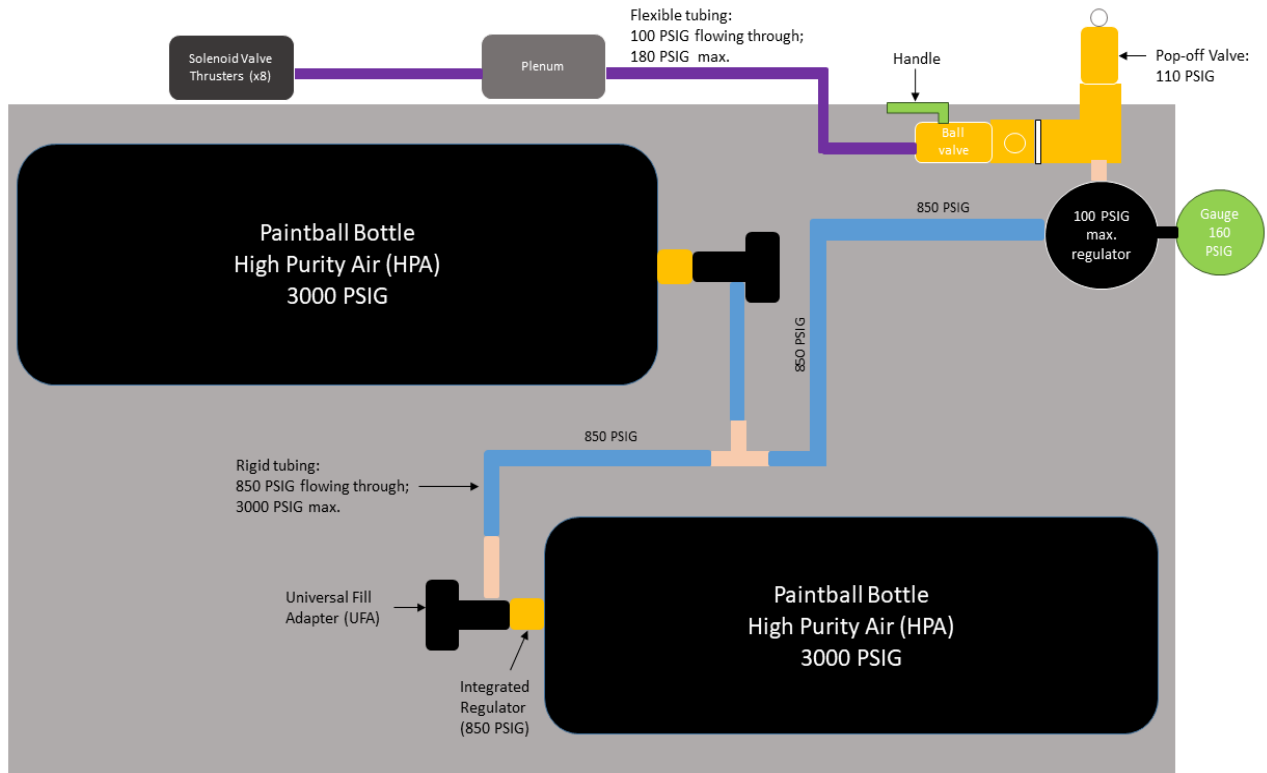 Flexible tubing:
100 PSIG flowing through;
180 PSIG max.
Solenoid Valve
Thrusters (x8)
Plenum
Handle
Pop-off Valve:
110 PSIG
Ball
valve
Paintball Bottle
High Purity Air (HPA)
3000 PSIG
850 PSIG
100 PSIG
max.
regulator
Gauge
160
PSIG
850 PSIG
850 PSIG
Rigid tubing:
850 PSIG flowing through;
3000 PSIG max.
Universal Fill
Adapter (UFA)
Paintball Bottle
High Purity Air (HPA)
3000 PSIG
Integrated
Regulator
(850 PSIG)